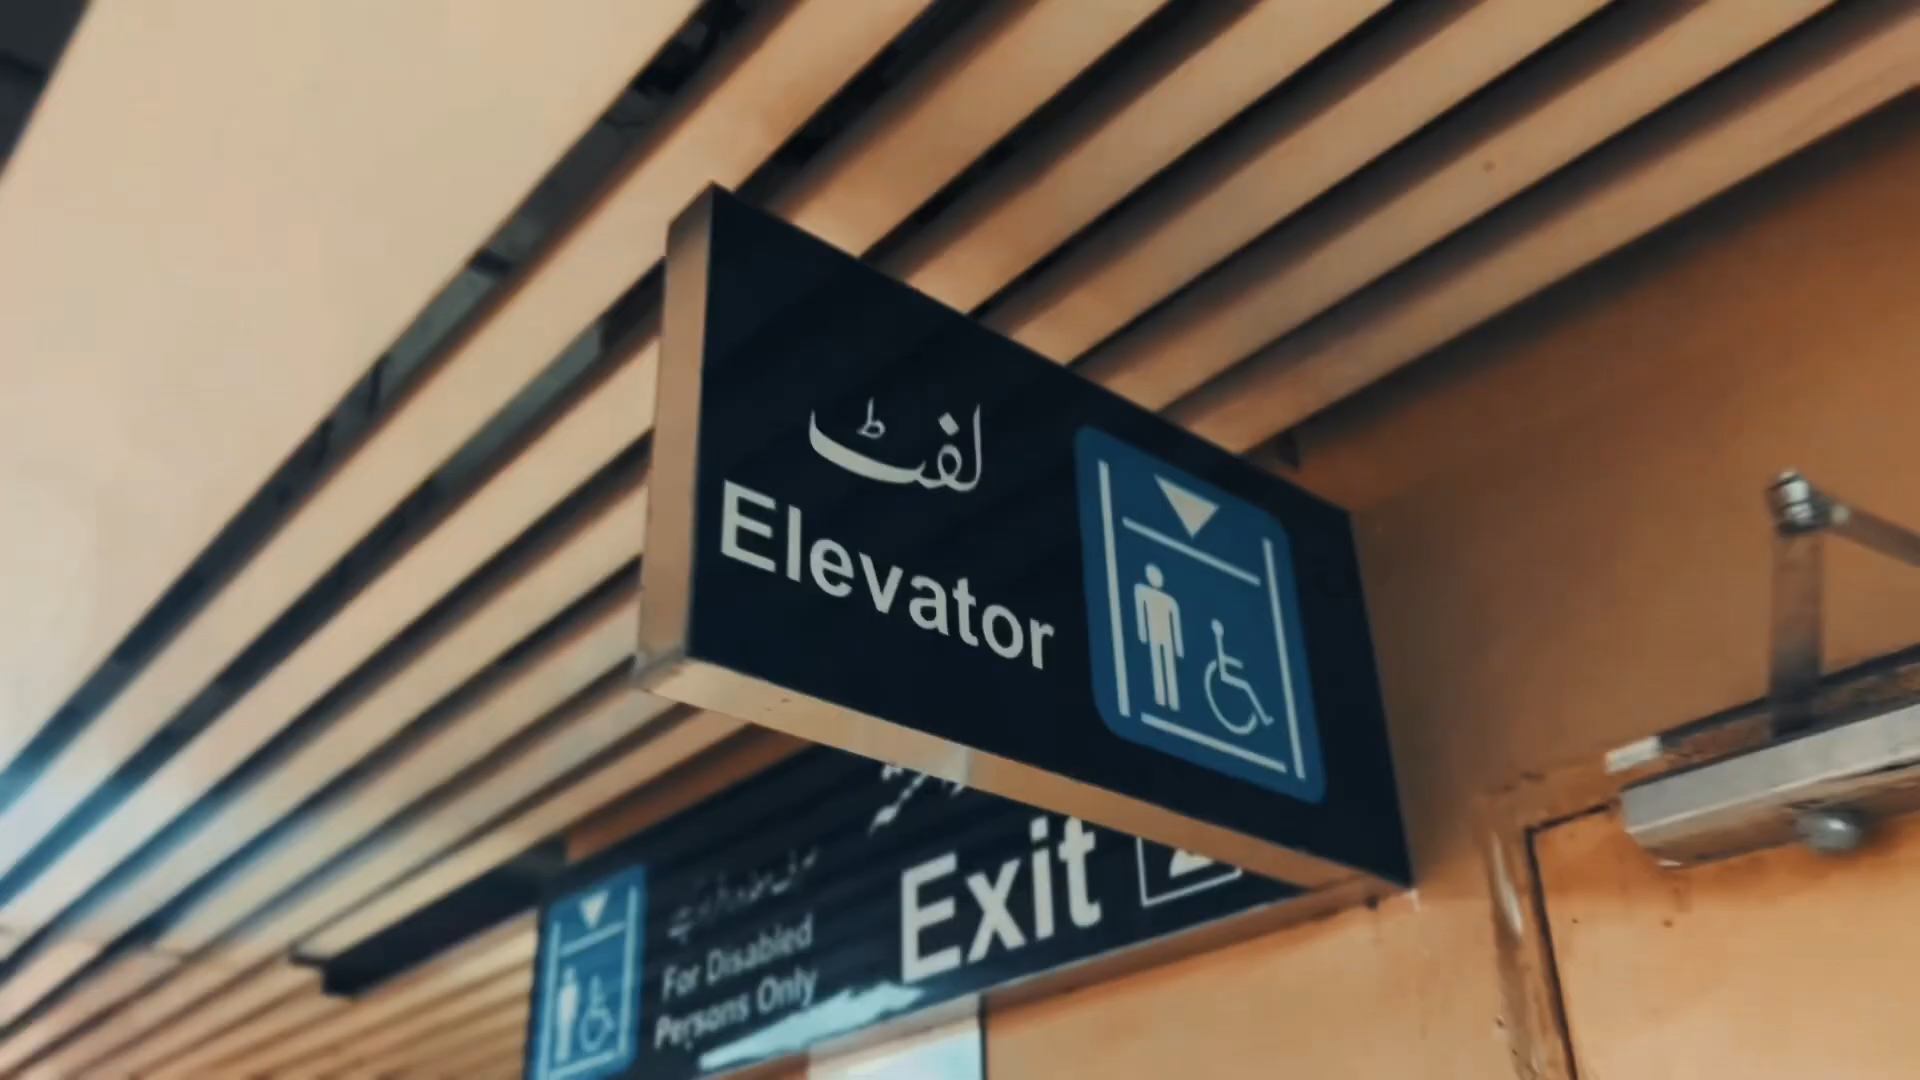 لفٹ
Elevator
Exit
For Disabled
Persons Only